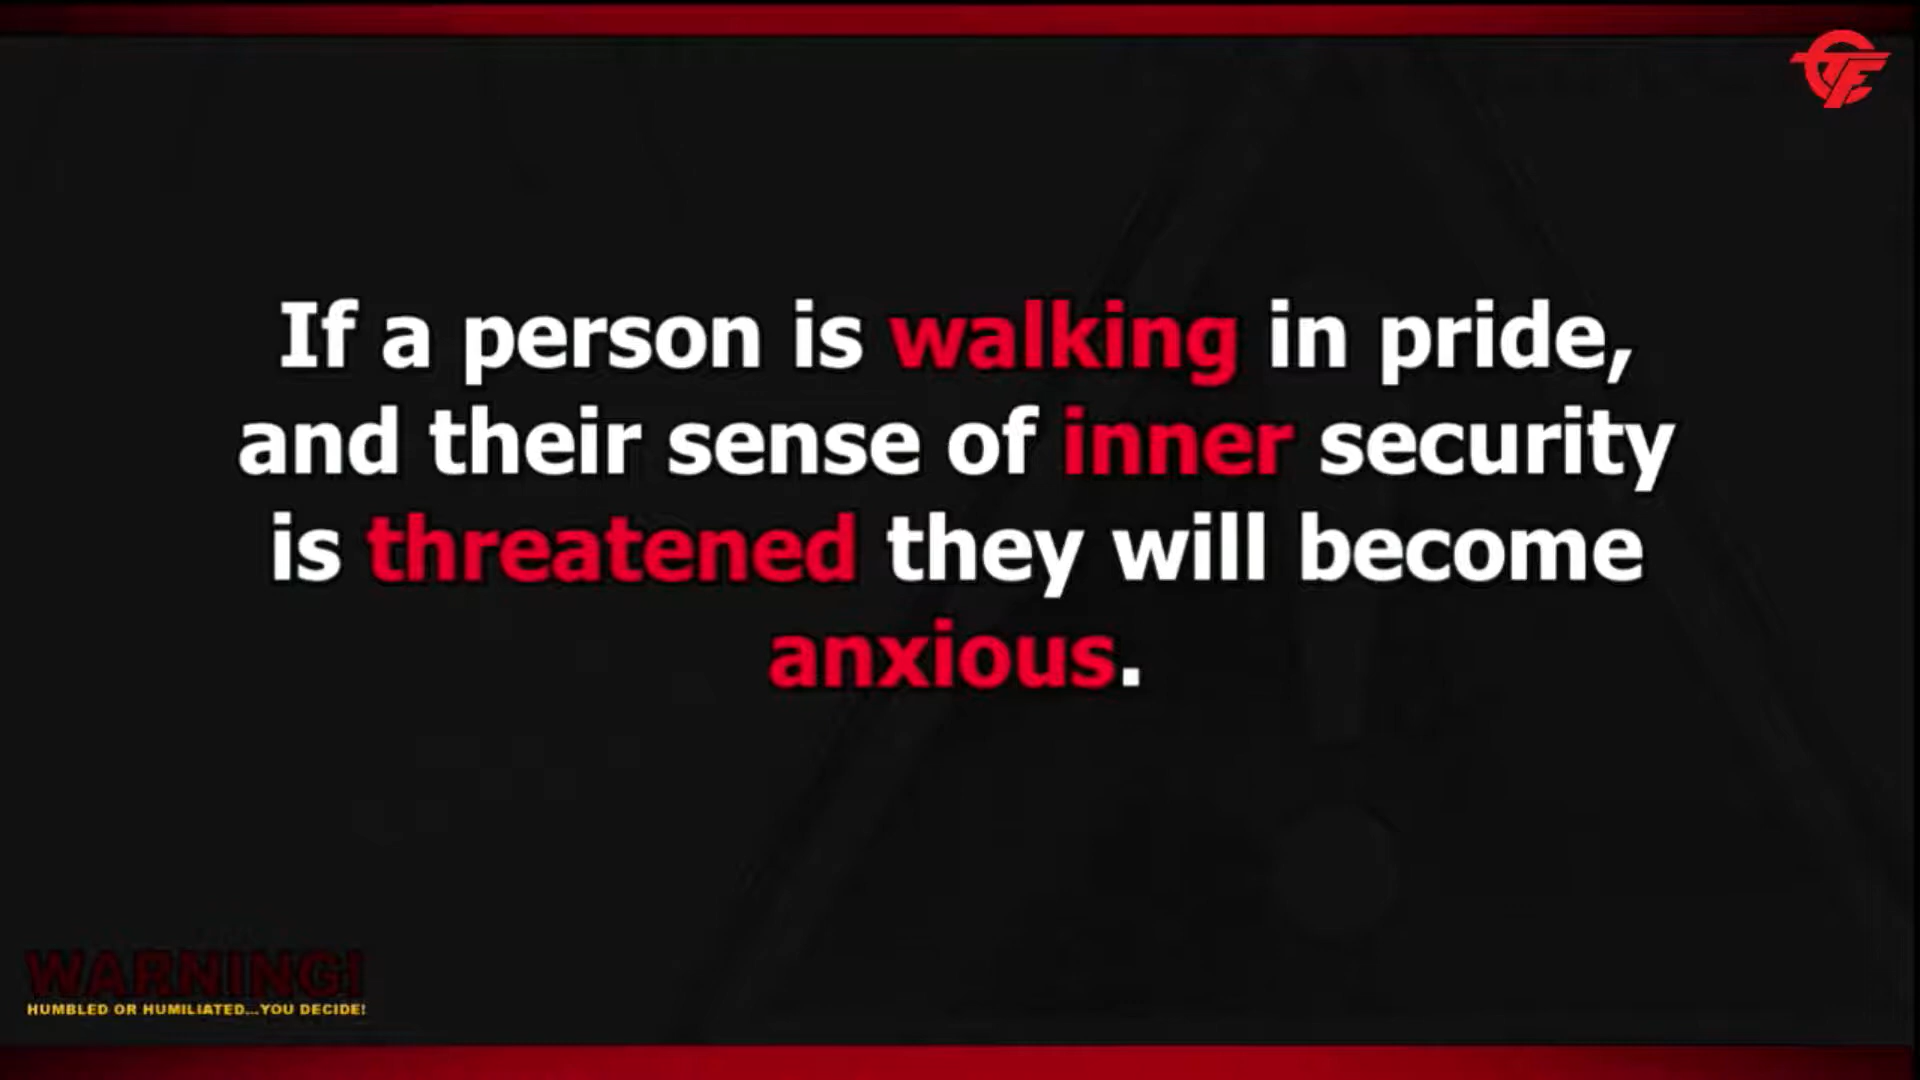 If a person is walking in pride,
and their sense of inner security
is threatened they will become
anxious.
WARNING!
HUMBLED OR HUMILIATED...YOU DECIDE!